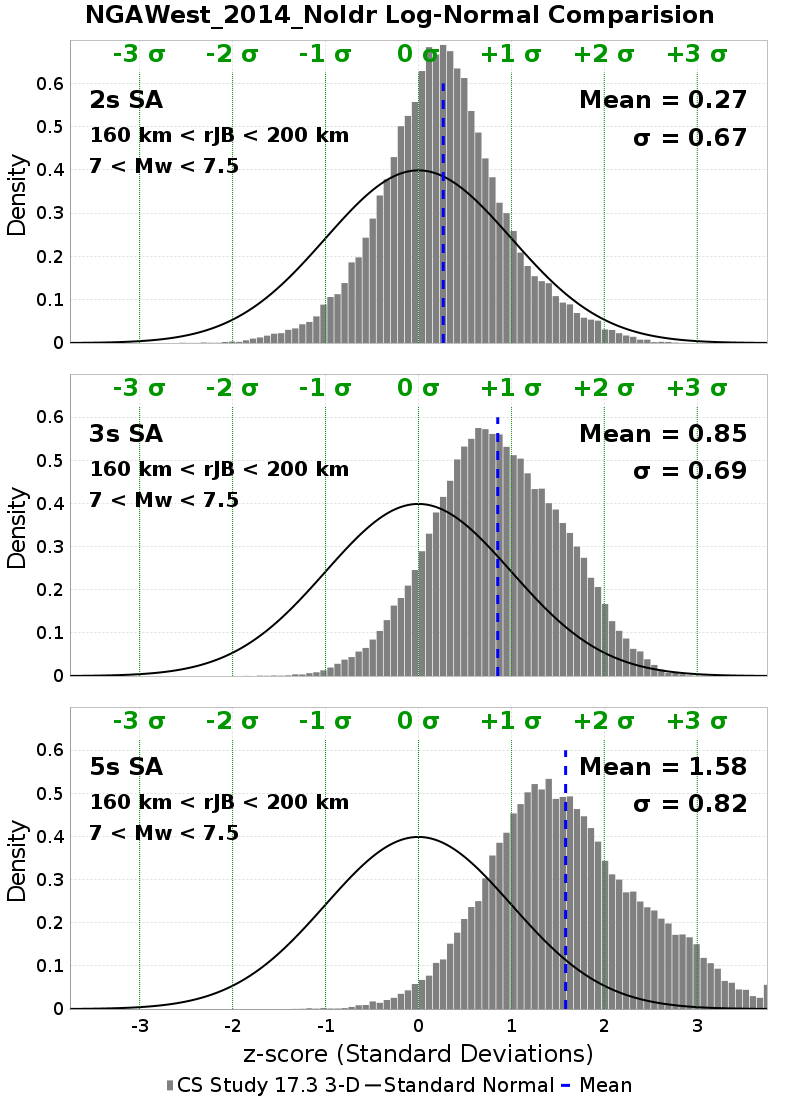 NGAWest_2014_NoIdr Log-Normal Comparision
-3 σ -2 σ -1 σ 0 σ +1 σ +2 σ +3 σ
0.6
2s SA Mean = 0.27
0.5
160 km < rJB < 200 km σ = 0.67
7 < Mw < 7.5
0.4
Density
0.3
0.2
0.1
0
-3 σ -2 σ -1 σ 0 σ +1 σ +2 σ +3 σ
0.6
3s SA Mean = 0.85
0.5
160 km < rJB < 200 km σ = 0.69
7 < Mw < 7.5
0.4
Density
0.3
0.2
0.1
0
-3 σ -2 σ -1 σ 0 σ +1 σ +2 σ +3 σ
0.6
5s SA Mean = 1.58
0.5
160 km < rJB < 200 km σ = 0.82
7 < Mw < 7.5
0.4
Density
0.3
0.2
0.1
0
-3 -2 -1 0 1 2 3
z-score (Standard Deviations)
CS Study 17.3 3-D Standard Normal Mean